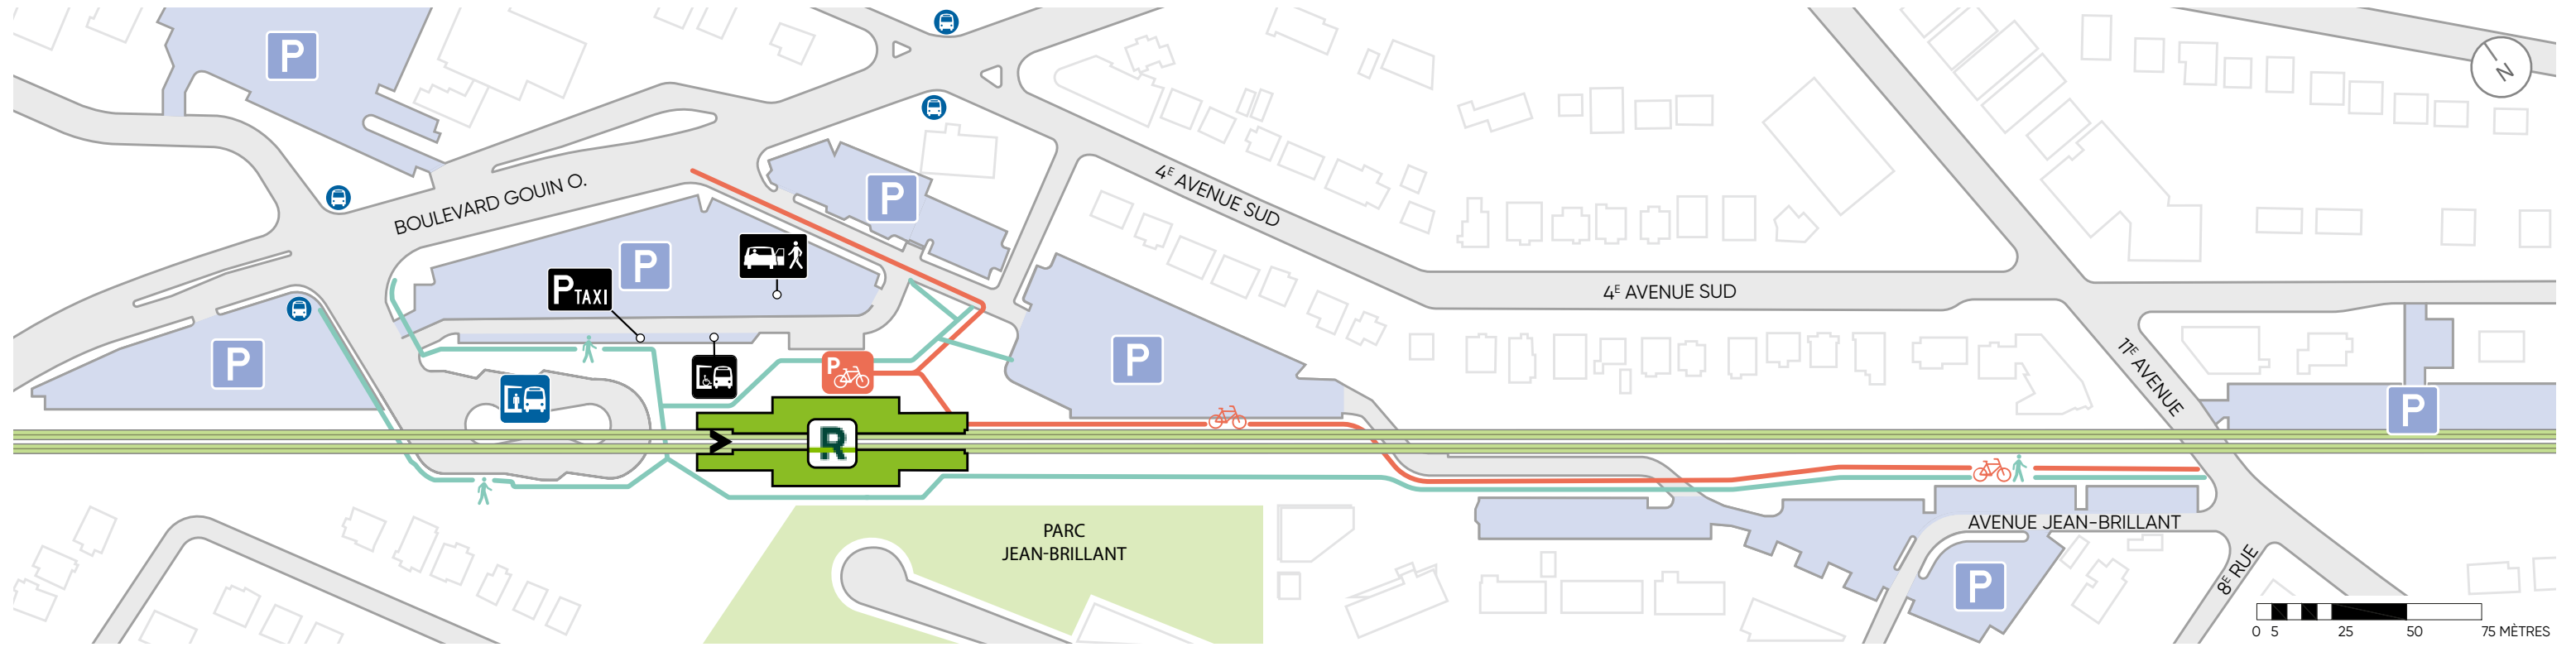 P
N
P
4E AVENUE SUD
BOULEVARD GOUIN O.
P
P TAXI
4E AVENUE SUD
P
P
P
11E AVENUE
P
R
PARC
JEAN-BRILLANT
AVENUE JEAN-BRILLANT
P
8E RUE
0 5 25 50 75 MÈTRES